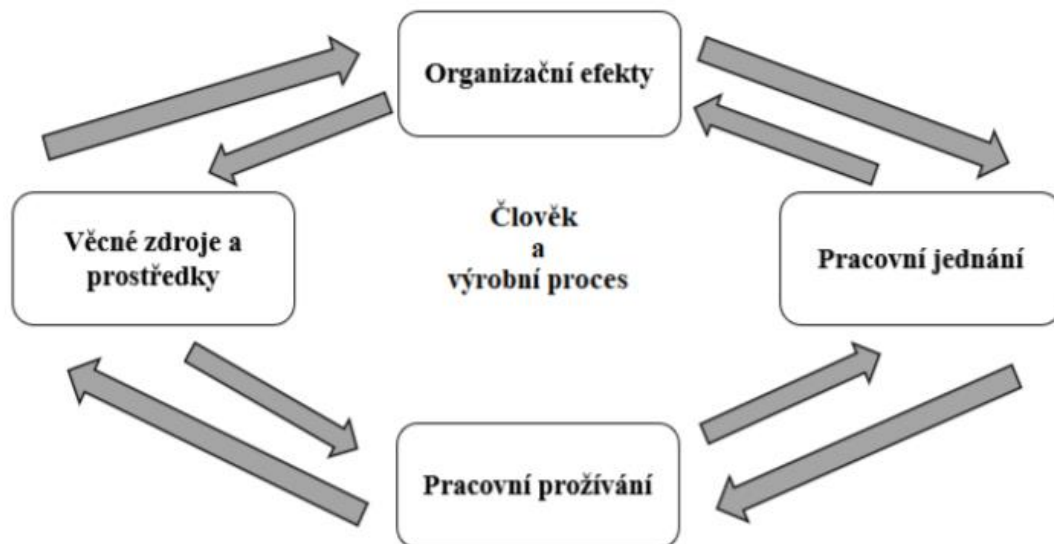 Organizační efekty
Věcné zdroje a
prostředky
Člověk
a
výrobní proces
Pracovní jednání
Pracovní prožívání